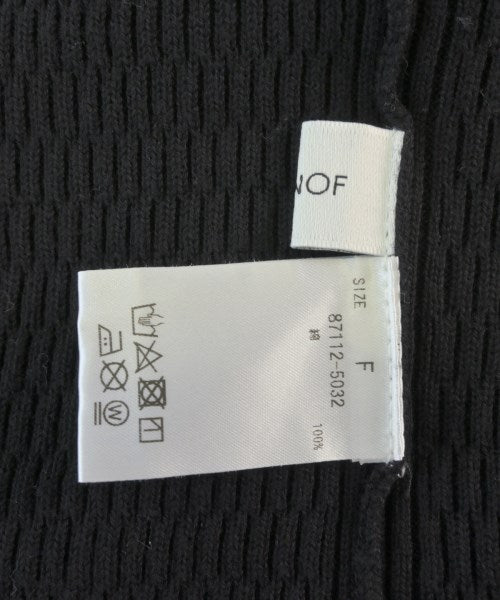 NOF
SIZE F
87112-5032
綿 100%
W